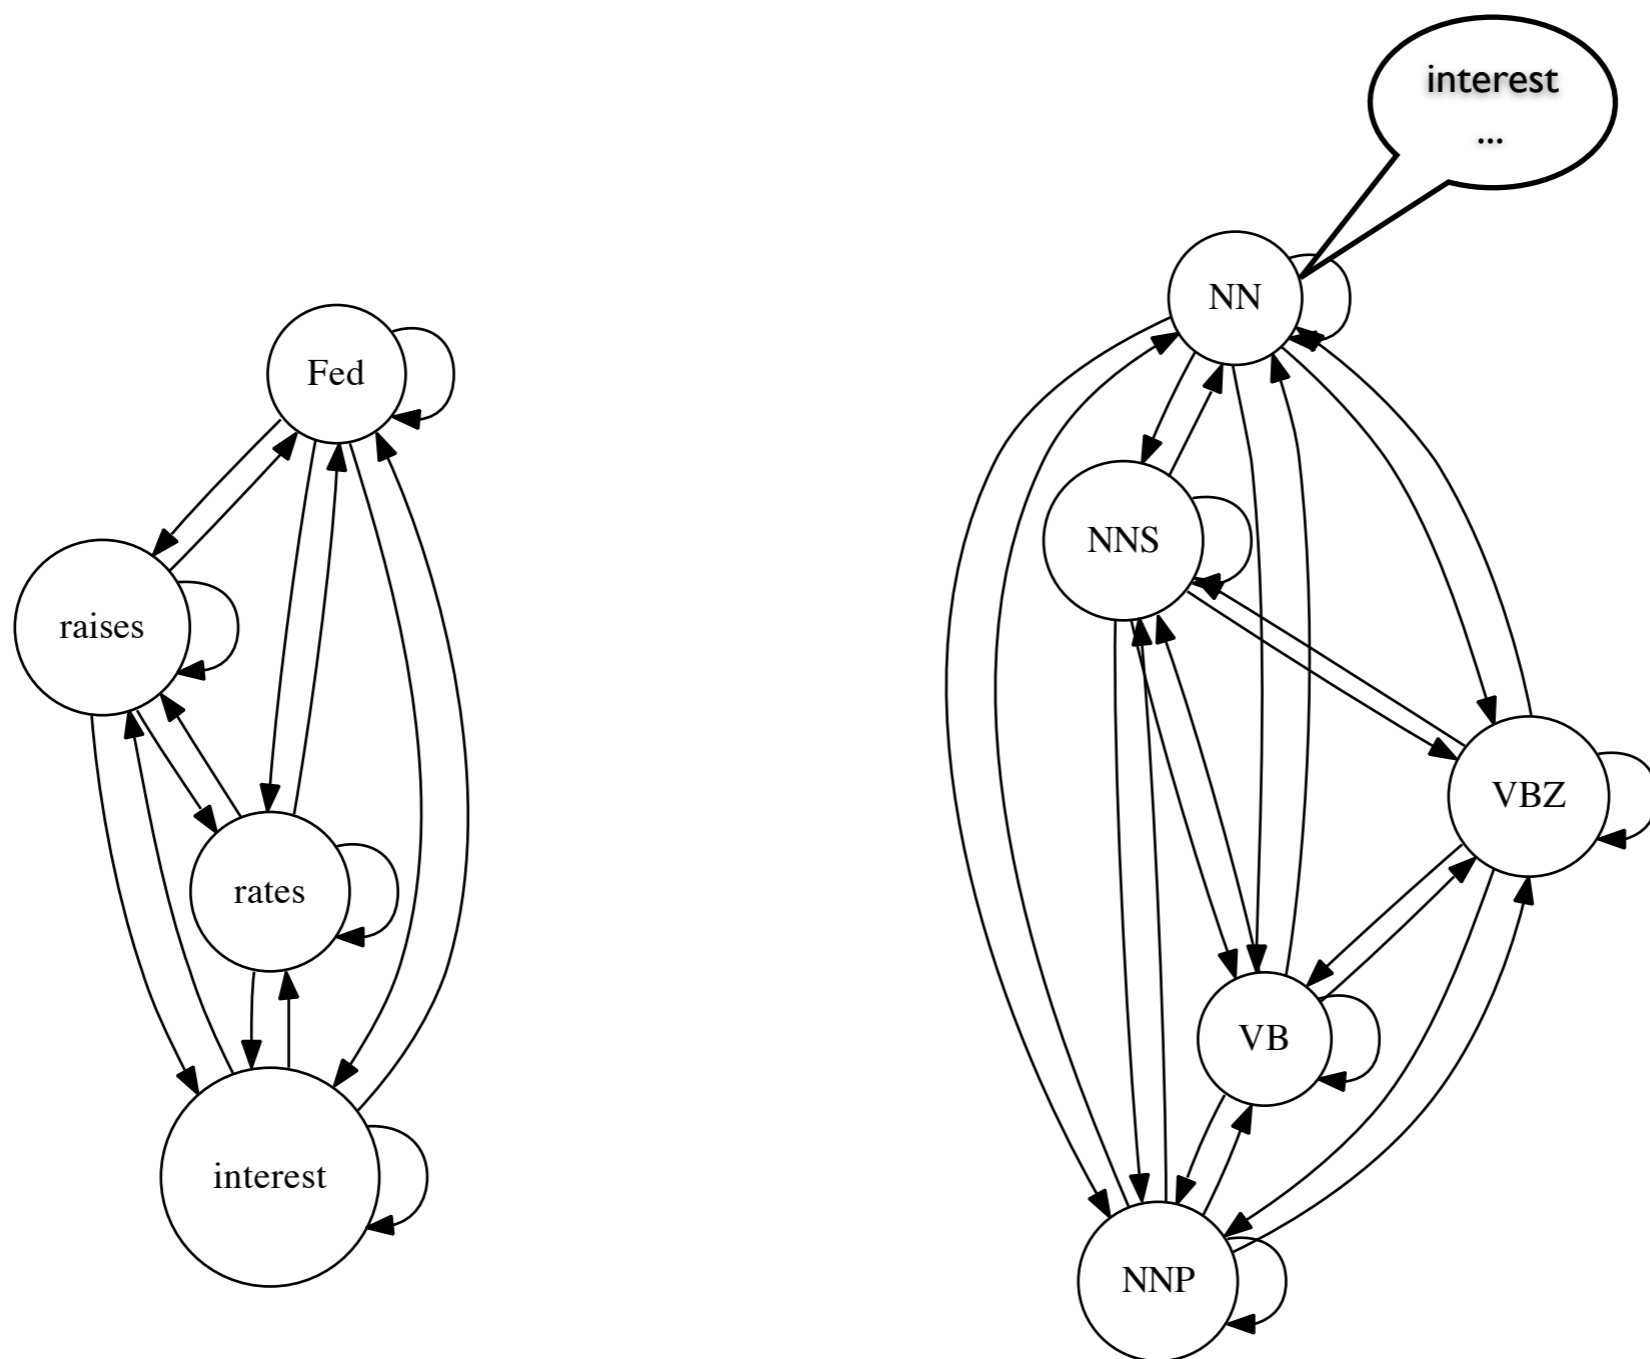 interest
...
NN
Fed
NNS
raises
VBZ
rates
VB
interest
NNP